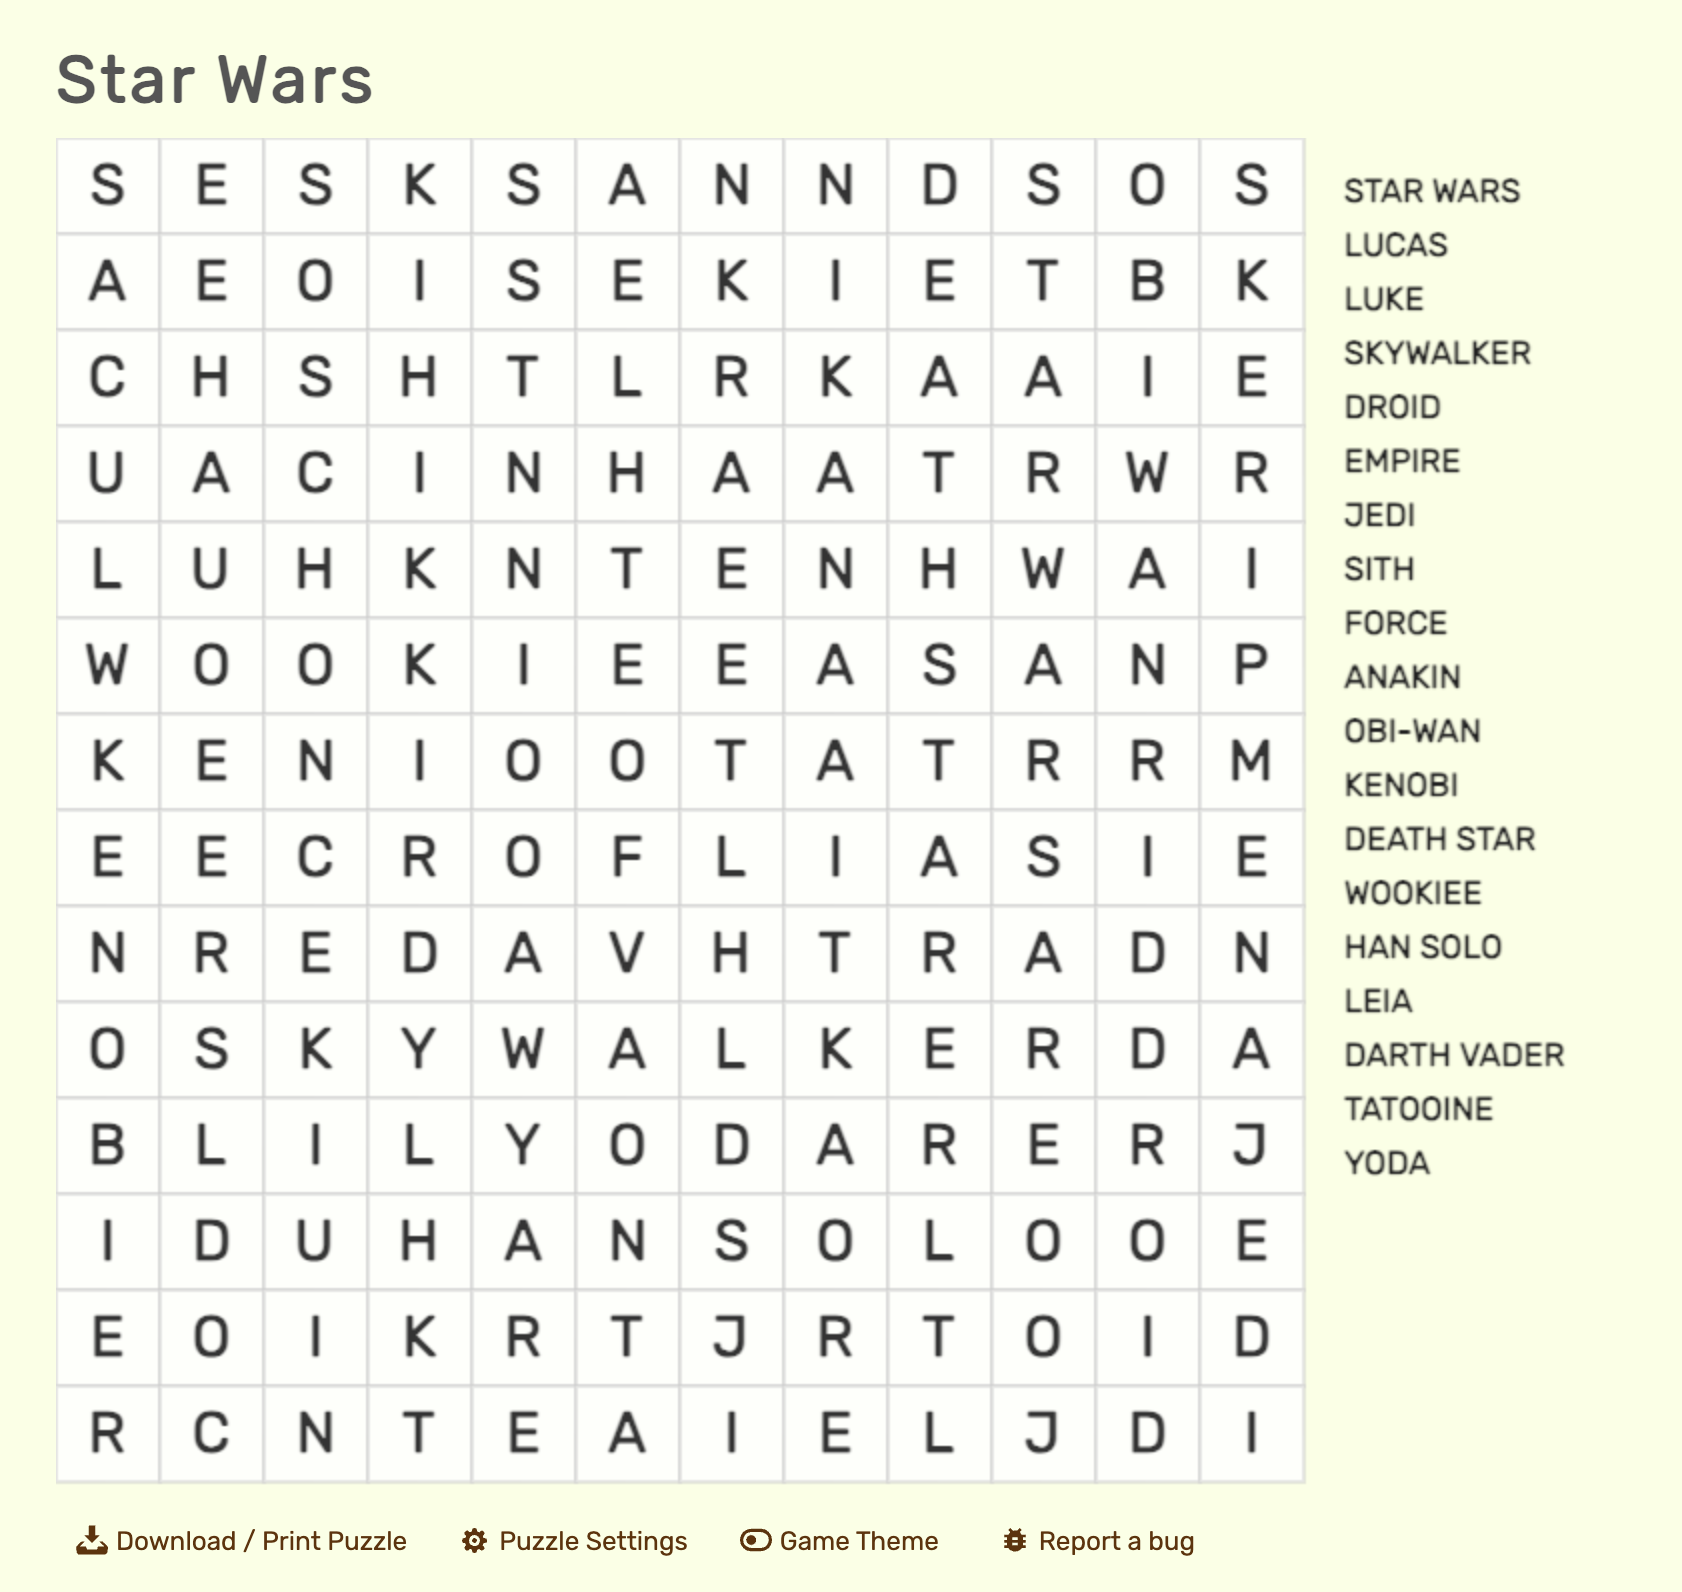 Star Wars
S E S K S A N N D S O S
A E O I S E K I E T B K
C H S H T L R K A A I E
U A C I N H A A T R W R
L U H K N T E N H W A I
W O O K I E E A S A N P
K E N I O O T A T R R M
E E C R O F L I A S I E
N R E D A V H T R A D N
O S K Y W A L K E R D A
B L I L Y O D A R E R J
I D U H A N S O L O O E
E O I K R T J R T O I D
R C N T E A I E L J D I
STAR WARS
LUCAS
LUKE
SKYWALKER
DROID
EMPIRE
JEDI
SITH
FORCE
ANAKIN
OBI-WAN
KENOBI
DEATH STAR
WOOKIEE
HAN SOLO
LEIA
DARTH VADER
TATOOINE
YODA
Download / Print Puzzle
Puzzle Settings
Game Theme
Report a bug